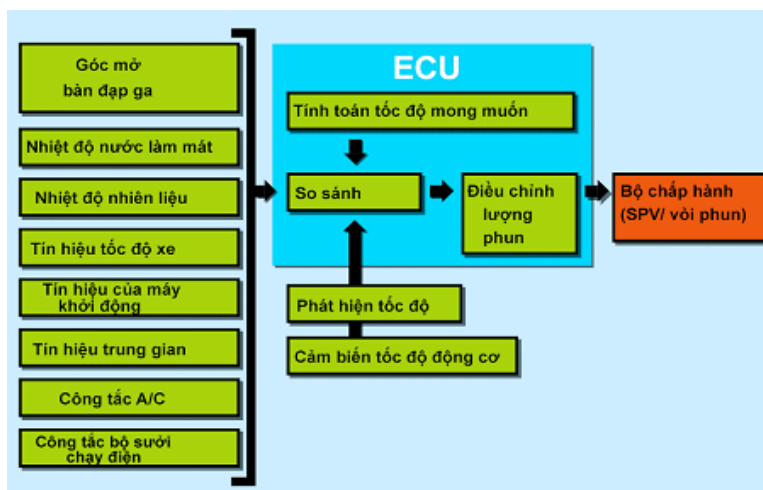 Góc mở
bàn đạp ga
Nhiệt độ nước làm mát
Nhiệt độ nhiên liệu
Tín hiệu tốc độ xe
Tín hiệu của máy
khởi động
Tín hiệu trung gian
Công tắc A/C
Công tắc bộ sưởi
chạy điện
ECU
Tính toán tốc độ mong muốn
So sánh
Điều chỉnh
lượng
phun
Phát hiện tốc độ
Cảm biến tốc độ động cơ
Bộ chấp hành
(SPV/ vòi phun)